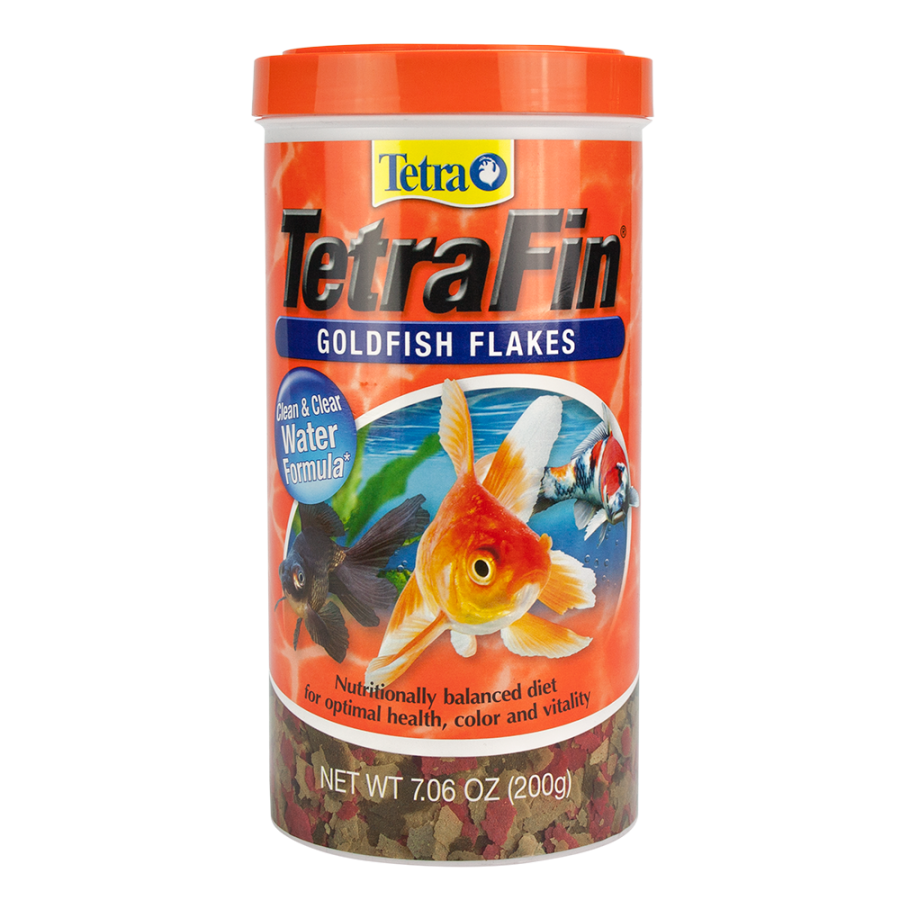 Tetra
TetraFin®
GOLDFISH FLAKES
Clean & Clear
Water
Formula*
Nutritionally balanced diet
for optimal health, color and vitality
NET WT 7.06 OZ (200g)